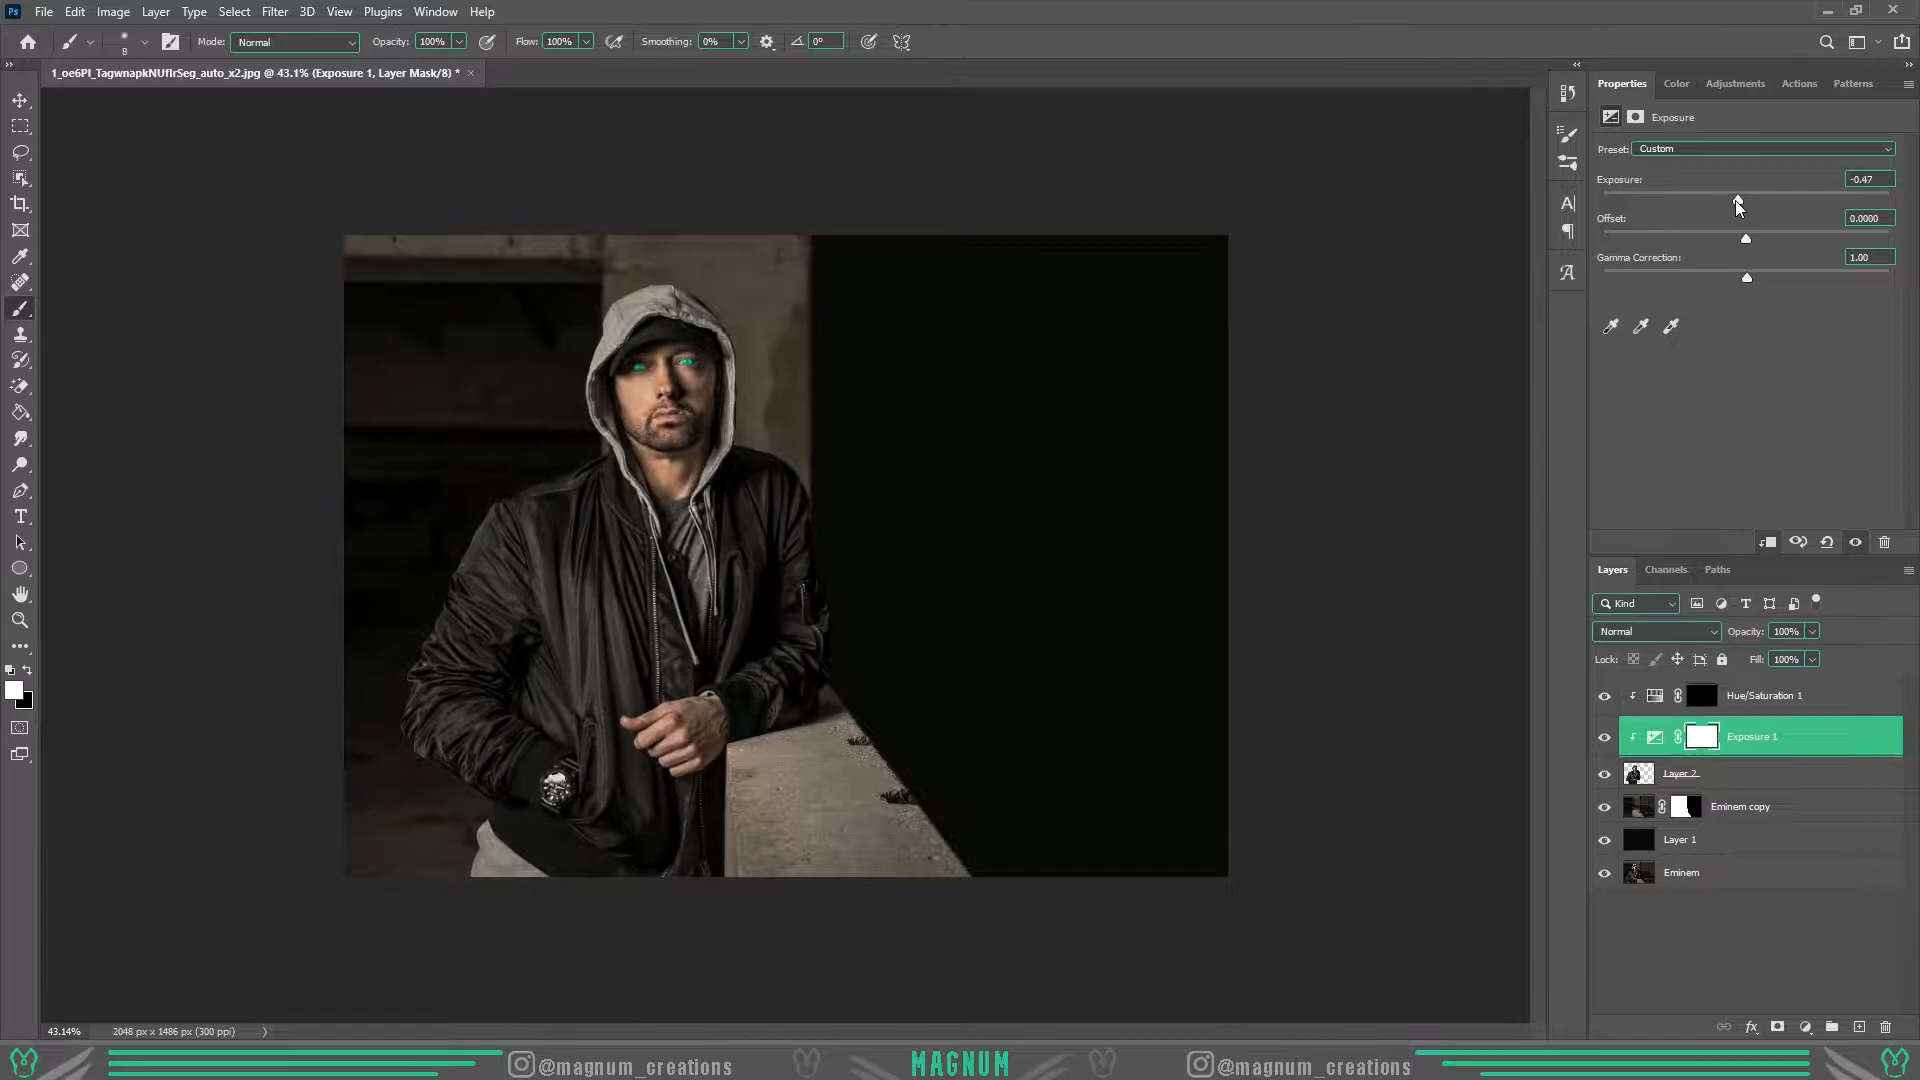 Ps File Edit Image Layer Type Select Filter 3D View Plugins Window Help
8 Mode: Normal Opacity: 100% Flow: 100% Smoothing: 0% 0°
1_oe6PI_TagwnapkNUfIrSeg_auto_x2.jpg @ 43.1% (Exposure 1, Layer Mask/8) *
Properties Color Adjustments Actions Patterns
Exposure
Preset: Custom
Exposure: -0.47
Offset: 0.0000
Gamma Correction: 1.00
Layers Channels Paths
Kind
Normal Opacity: 100%
Lock: Fill: 100%
Hue/Saturation 1
Exposure 1
Layer 2
Eminem copy
Layer 1
Eminem
43.14% 2048 px x 1486 px (300 ppi)
@magnum_creations MAGNUM @magnum_creations